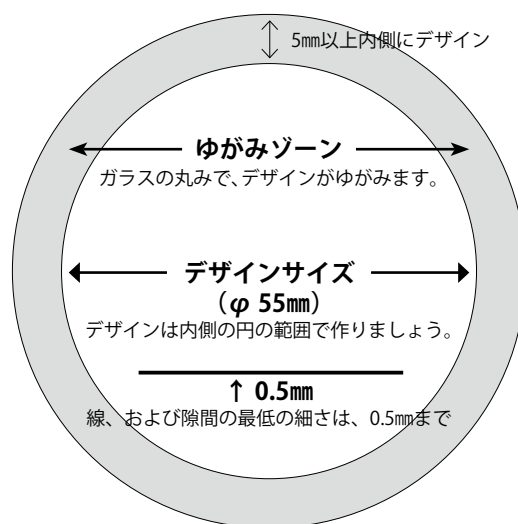 5㎜以上内側にデザイン
ゆがみゾーン
ガラスの丸みで、デザインがゆがみます。
デザインサイズ
（φ 55㎜）
デザインは内側の円の範囲で作りましょう。
↑ 0.5㎜
線、および隙間の最低の細さは、0.5㎜まで